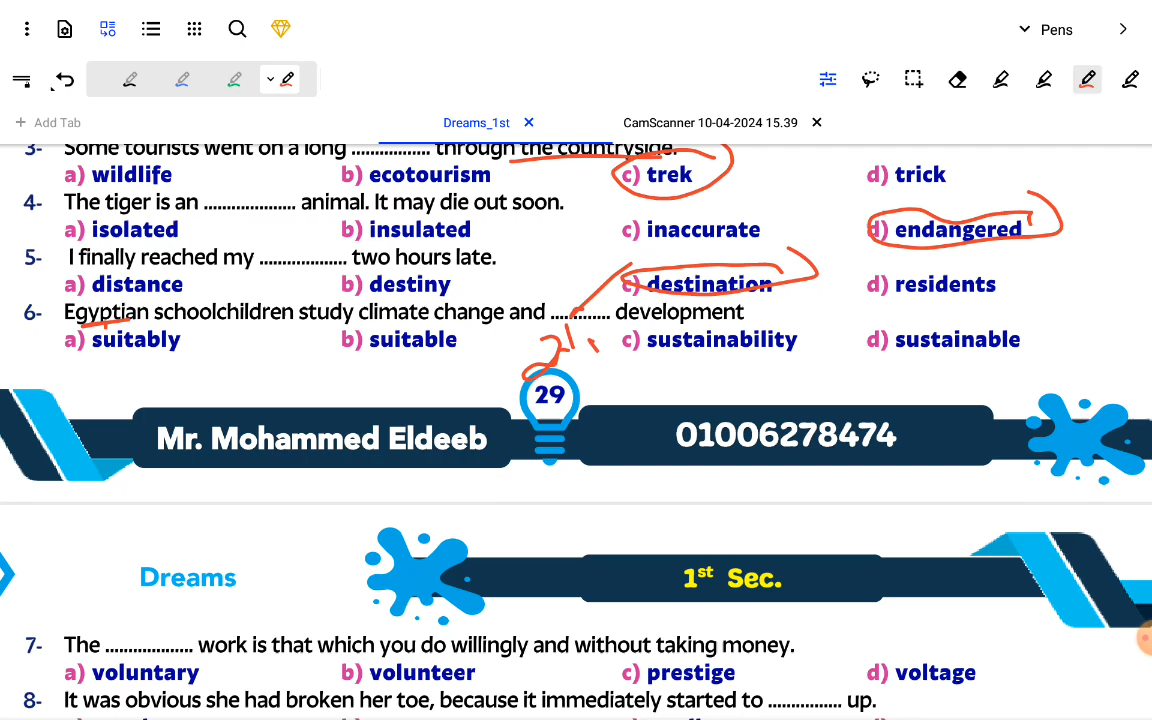 Pens
Add Tab
Dreams_1st
CamScanner 10-04-2024 15.39
3- Some tourists went on a long ................ through the countryside.
a) wildlife b) ecotourism c) trek d) trick
4- The tiger is an ................... animal. It may die out soon.
a) isolated b) insulated c) inaccurate d) endangered
5- I finally reached my .................. two hours late.
a) distance b) destiny c) destination d) residents
6- Egyptian schoolchildren study climate change and ............ development
a) suitably b) suitable c) sustainability d) sustainable
29
Mr. Mohammed Eldeeb 01006278474
Dreams 1st Sec.
7- The .................. work is that which you do willingly and without taking money.
a) voluntary b) volunteer c) prestige d) voltage
8- It was obvious she had broken her toe, because it immediately started to ............... up.